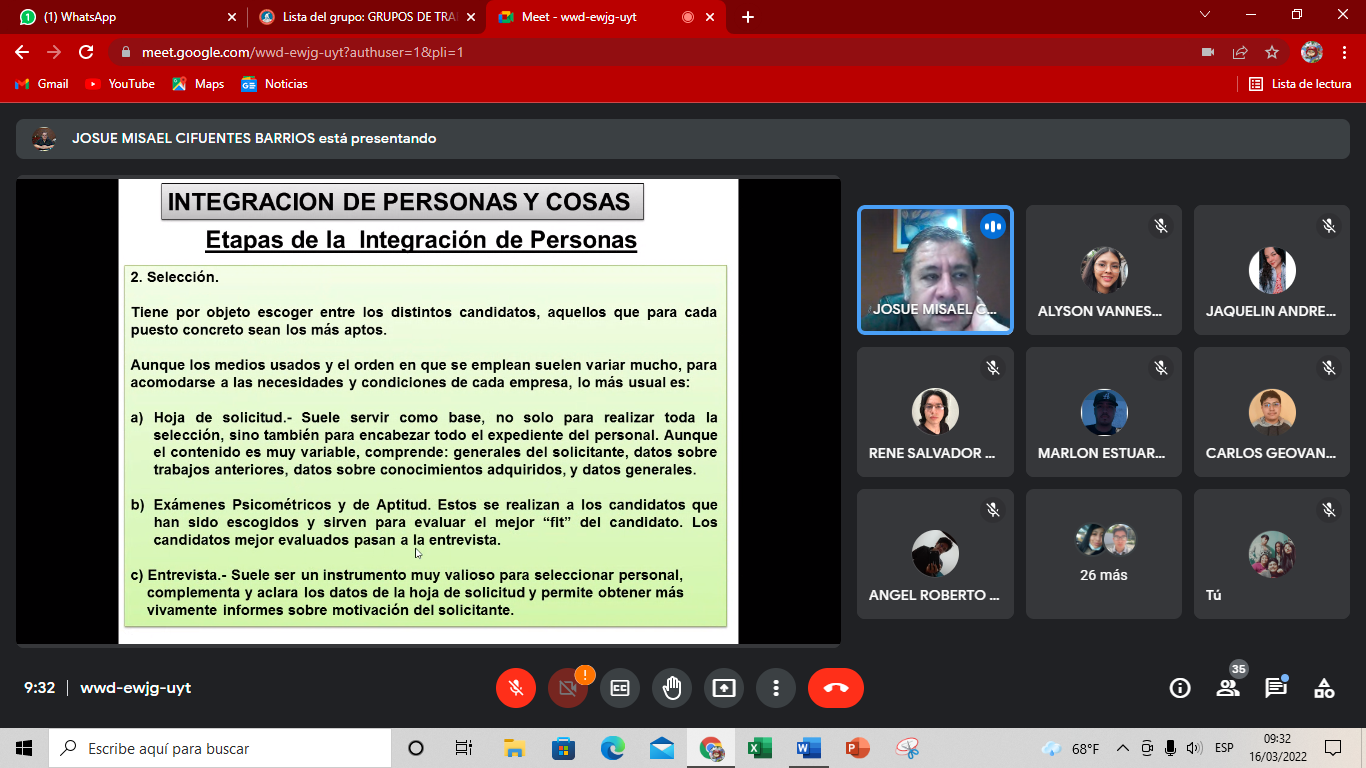 (1) WhatsApp
Lista del grupo: GRUPOS DE TRA
Meet - wwd-ewjg-uyt
meet.google.com/wwd-ewjg-uyt?authuser=1&pli=1
Gmail
YouTube
Maps
Noticias
Lista de lectura
JOSUE MISAEL CIFUENTES BARRIOS está presentando
INTEGRACION DE PERSONAS Y COSAS
Etapas de la Integración de Personas
2. Selección.
Tiene por objeto escoger entre los distintos candidatos, aquellos que para cada
puesto concreto sean los más aptos.
Aunque los medios usados y el orden en que se emplean suelen variar mucho, para
acomodarse a las necesidades y condiciones de cada empresa, lo más usual es:
a) Hoja de solicitud.- Suele servir como base, no solo para realizar toda la
selección, sino también para encabezar todo el expediente del personal. Aunque
el contenido es muy variable, comprende: generales del solicitante, datos sobre
trabajos anteriores, datos sobre conocimientos adquiridos, y datos generales.
b) Exámenes Psicométricos y de Aptitud. Estos se realizan a los candidatos que
han sido escogidos y sirven para evaluar el mejor “fit” del candidato. Los
candidatos mejor evaluados pasan a la entrevista.
c) Entrevista.- Suele ser un instrumento muy valioso para seleccionar personal,
complementa y aclara los datos de la hoja de solicitud y permite obtener más
vivamente informes sobre motivación del solicitante.
JOSUE MISAEL C...
ALYSON VANNES...
JAQUELIN ANDRE...
RENE SALVADOR ...
MARLON ESTUAR...
CARLOS GEOVAN...
ANGEL ROBERTO ...
26 más
Tú
9:32 | wwd-ewjg-uyt
35
Escribe aquí para buscar
68°F
ESP
09:32
16/03/2022